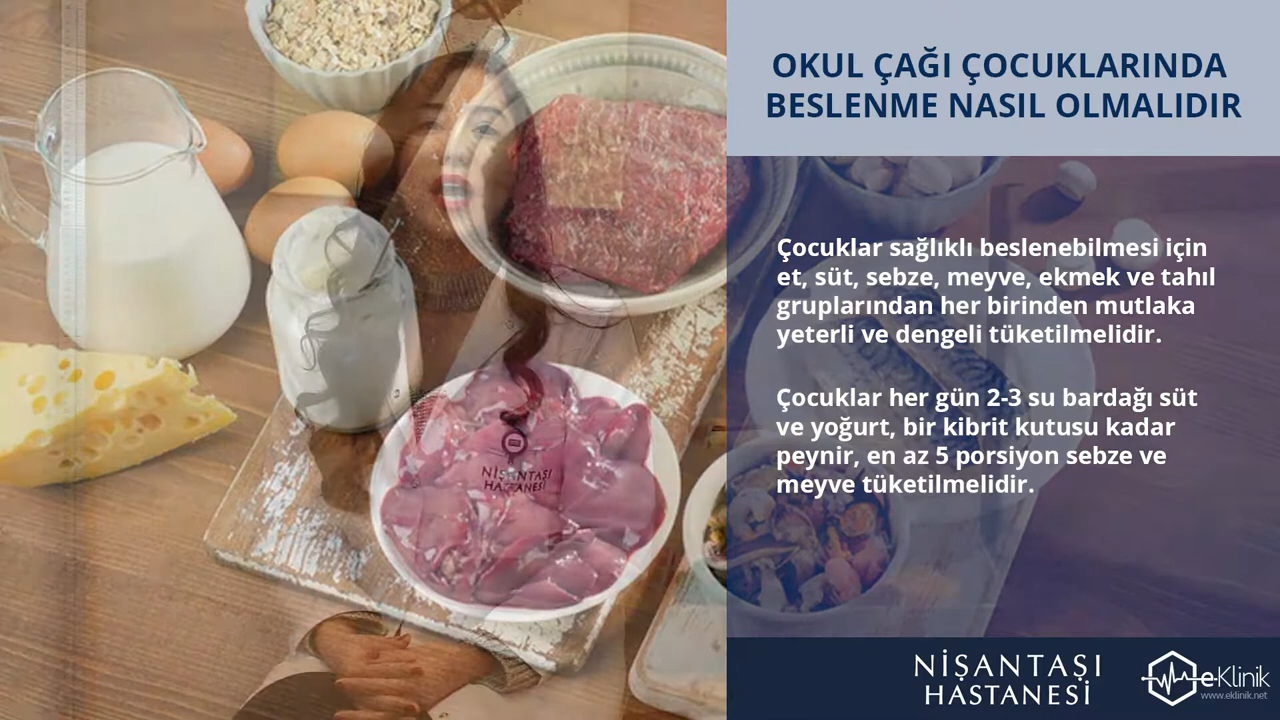 OKUL ÇAĞI ÇOCUKLARINDA
BESLENME NASIL OLMALIDIR
Çocuklar sağlıklı beslenebilmesi için
et, süt, sebze, meyve, ekmek ve tahıl
gruplarından her birinden mutlaka
yeterli ve dengeli tüketilmelidir.
Çocuklar her gün 2-3 su bardağı süt
ve yoğurt, bir kibrit kutusu kadar
peynir, en az 5 porsiyon sebze ve
meyve tüketilmelidir.
NİŞANTAŞI
HASTANESİ
NİŞANTAŞI
HASTANESİ
e-Klinik
www.eklinik.net